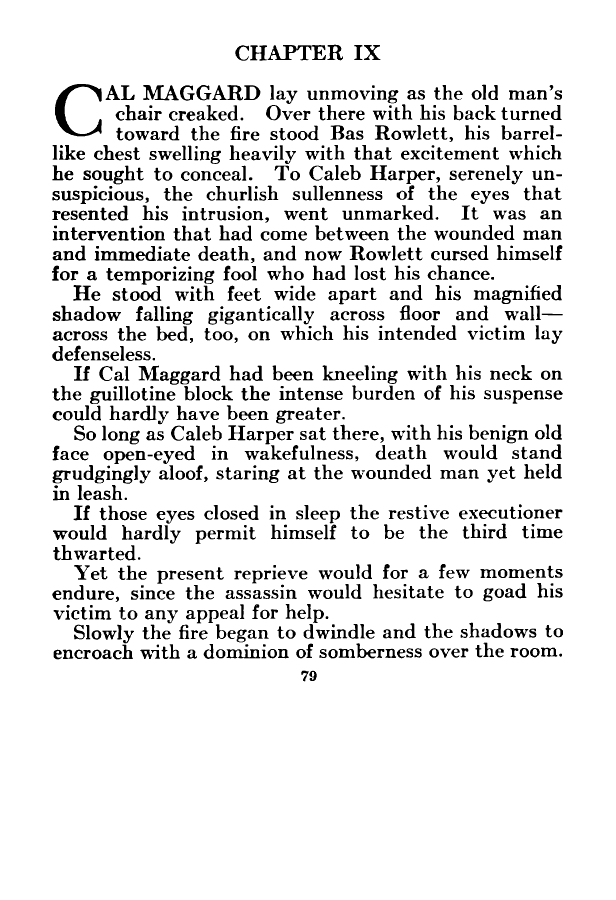 CHAPTER IX
CAL MAGGARD lay unmoving as the old man's
chair creaked. Over there with his back turned
toward the fire stood Bas Rowlett, his barrel-
like chest swelling heavily with that excitement which
he sought to conceal. To Caleb Harper, serenely un-
suspicious, the churlish sullenness of the eyes that
resented his intrusion, went unmarked. It was an
intervention that had come between the wounded man
and immediate death, and now Rowlett cursed himself
for a temporizing fool who had lost his chance.
He stood with feet wide apart and his magnified
shadow falling gigantically across floor and wall—
across the bed, too, on which his intended victim lay
defenseless.
If Cal Maggard had been kneeling with his neck on
the guillotine block the intense burden of his suspense
could hardly have been greater.
So long as Caleb Harper sat there, with his benign old
face open-eyed in wakefulness, death would stand
grudgingly aloof, staring at the wounded man yet held
in leash.
If those eyes closed in sleep the restive executioner
would hardly permit himself to be the third time
thwarted.
Yet the present reprieve would for a few moments
endure, since the assassin would hesitate to goad his
victim to any appeal for help.
Slowly the fire began to dwindle and the shadows to
encroach with a dominion of somberness over the room.
79